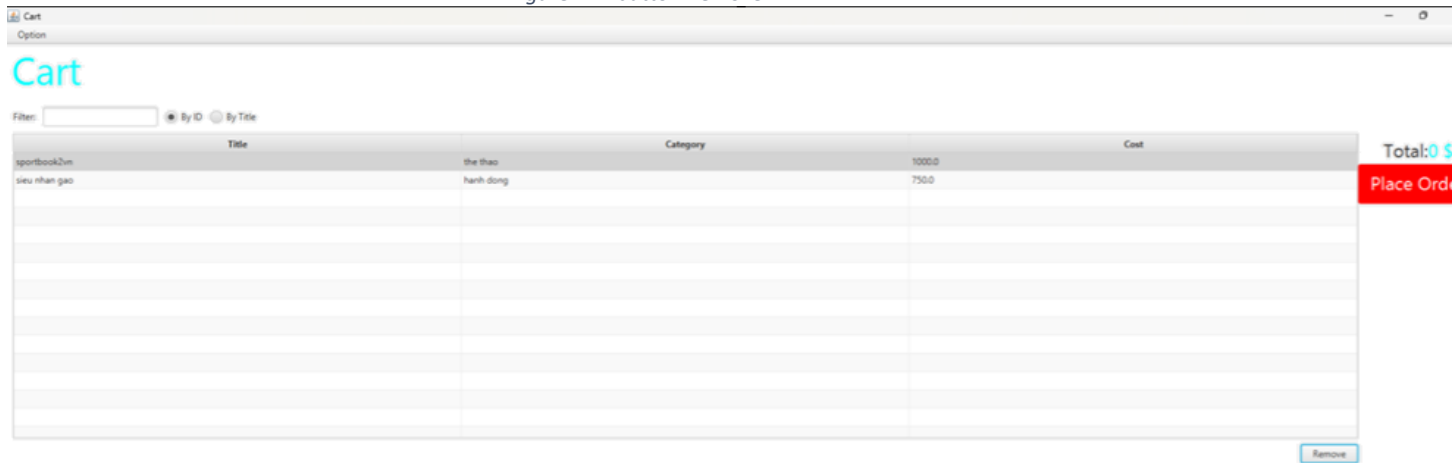 Cart
Option
Cart
Filter: By ID By Title
Title Category Cost
sportbook2vn the thao 1000.0
sieu nhan gao hanh dong 750.0
Total:0 $
Place Orde
Remove